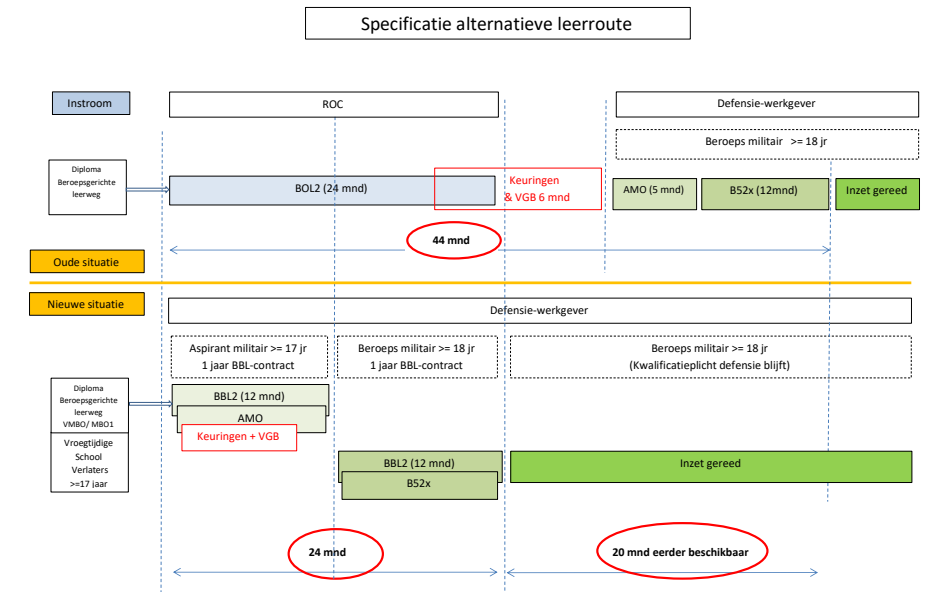 Specificatie alternatieve leerroute
Instroom
ROC
Defensie-werkgever
Beroeps militair >= 18 jr
Diploma
Beroepsgerichte
leerweg
BOL2 (24 mnd)
Keuringen
& VGB 6 mnd
AMO (5 mnd)
B52x (12mnd)
Inzet gereed
44 mnd
Oude situatie
Nieuwe situatie
Defensie-werkgever
Aspirant militair >= 17 jr
1 jaar BBL-contract
Beroeps militair >= 18 jr
1 jaar BBL-contract
Beroeps militair >= 18 jr
(Kwalificatieplicht defensie blijft)
Diploma
Beroepsgerichte
leerweg
VMBO/ MBO1
BBL2 (12 mnd)
AMO
Keuringen + VGB
Vroegtijdige
School
Verlaters
>=17 jaar
BBL2 (12 mnd)
B52x
Inzet gereed
24 mnd
20 mnd eerder beschikbaar